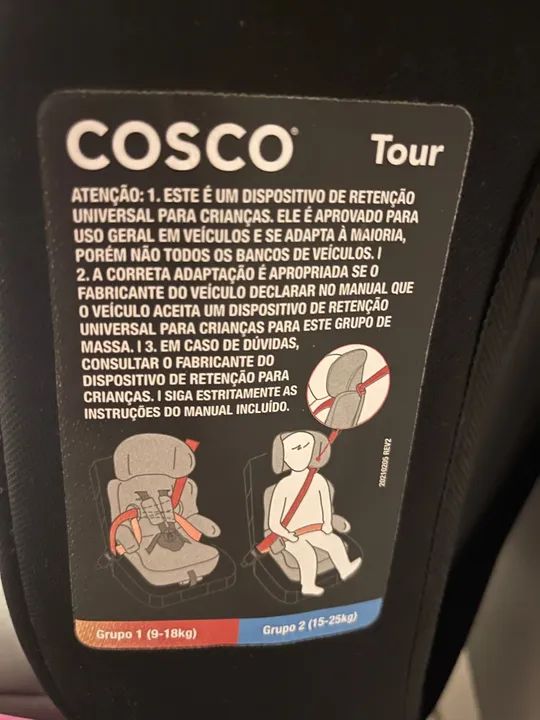 COSCO® Tour
ATENÇÃO: 1. ESTE É UM DISPOSITIVO DE RETENÇÃO
UNIVERSAL PARA CRIANÇAS. ELE É APROVADO PARA
USO GERAL EM VEÍCULOS E SE ADAPTA À MAIORIA,
PORÉM NÃO TODOS OS BANCOS DE VEÍCULOS. I
2. A CORRETA ADAPTAÇÃO É APROPRIADA SE O
FABRICANTE DO VEÍCULO DECLARAR NO MANUAL QUE
O VEÍCULO ACEITA UM DISPOSITIVO DE RETENÇÃO
UNIVERSAL PARA CRIANÇAS PARA ESTE GRUPO DE
MASSA. I 3. EM CASO DE DÚVIDAS,
CONSULTAR O FABRICANTE DO
DISPOSITIVO DE RETENÇÃO PARA
CRIANÇAS. I SIGA ESTRITAMENTE AS
INSTRUÇÕES DO MANUAL INCLUÍDO.
20210205 REV2
Grupo 1 (9-18kg) Grupo 2 (15-25kg)